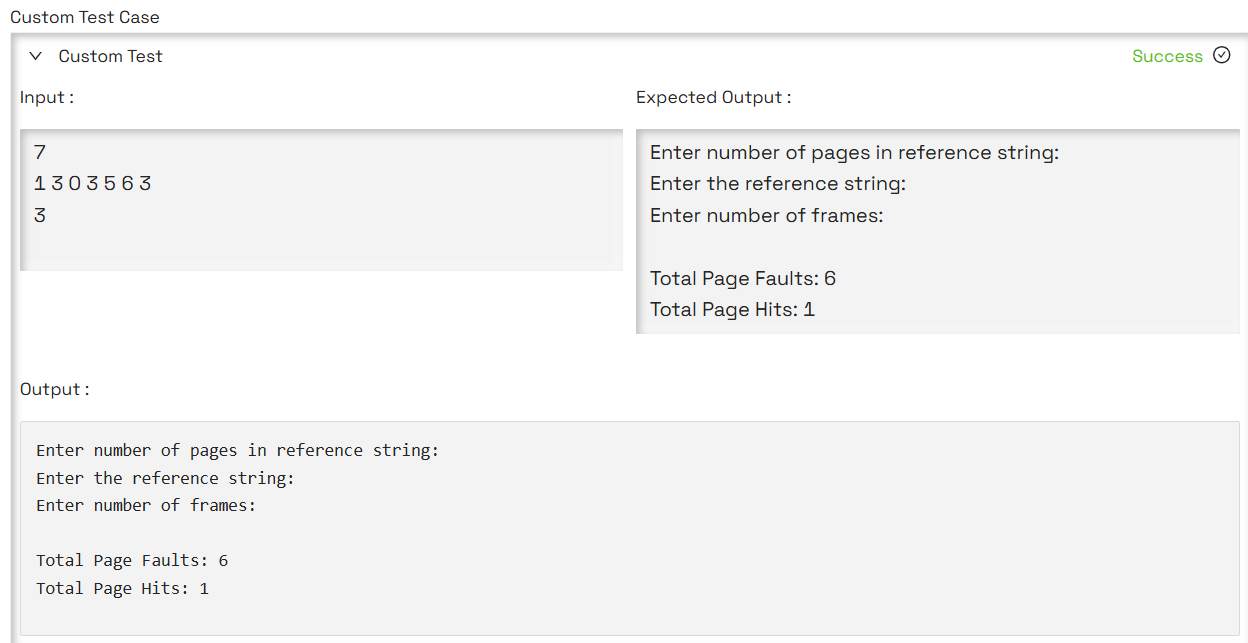 Custom Test Case
Custom Test
Success
Input :
Expected Output :
7
1 3 0 3 5 6 3
3
Enter number of pages in reference string:
Enter the reference string:
Enter number of frames:
Total Page Faults: 6
Total Page Hits: 1
Output :
Enter number of pages in reference string:
Enter the reference string:
Enter number of frames:
Total Page Faults: 6
Total Page Hits: 1